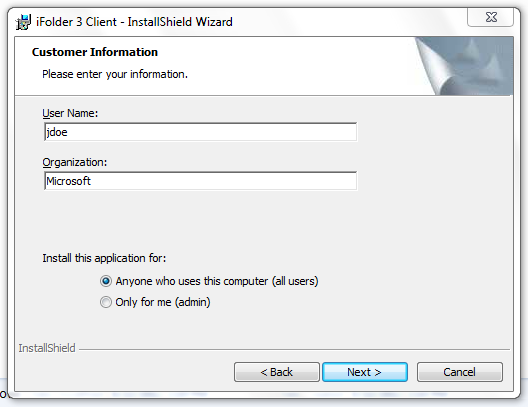 iFolder 3 Client - InstallShield Wizard
Customer Information
Please enter your information.
User Name:
jdoe
Organization:
Microsoft
Install this application for:
Anyone who uses this computer (all users)
Only for me (admin)
InstallShield
< Back Next > Cancel